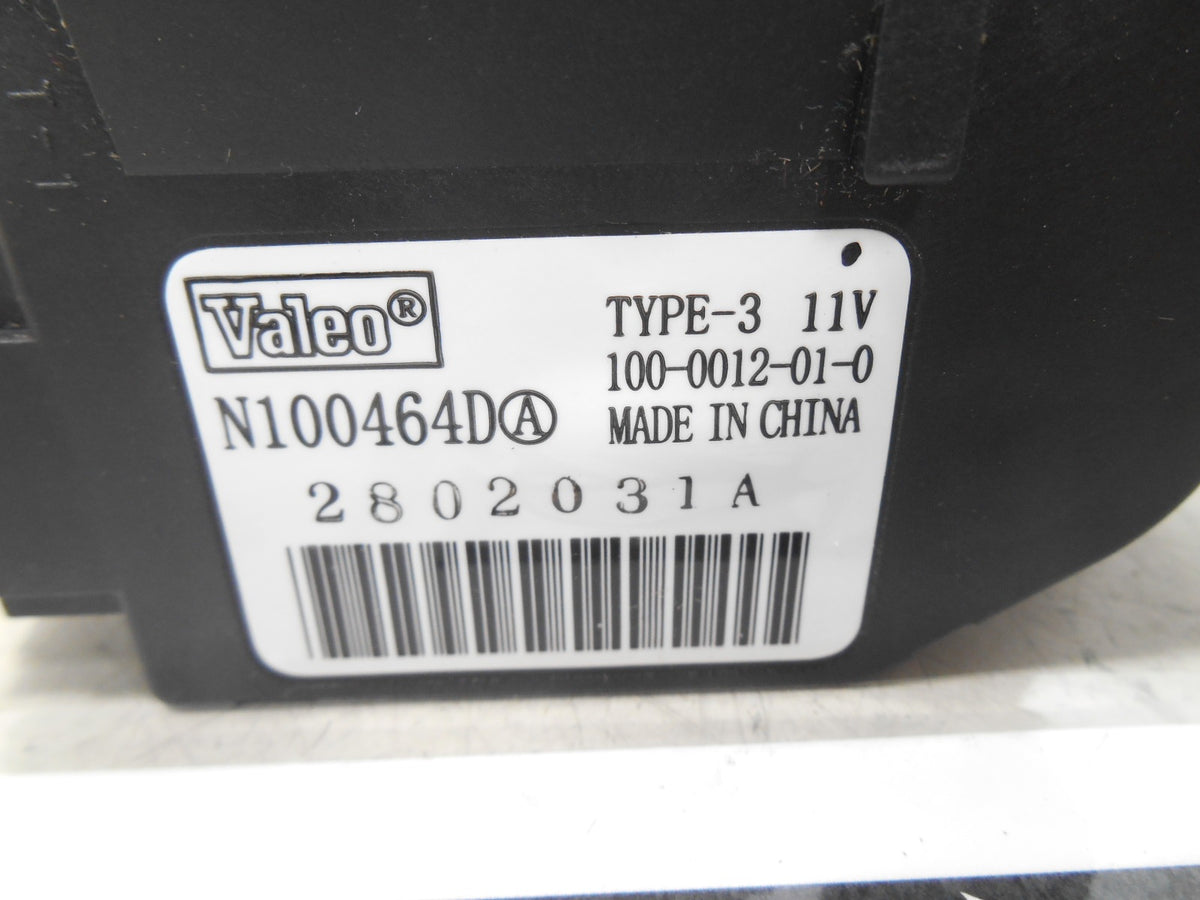 Valeo®
TYPE-3 11V
100-0012-01-0
N100464DⒶ
MADE IN CHINA
2802031A